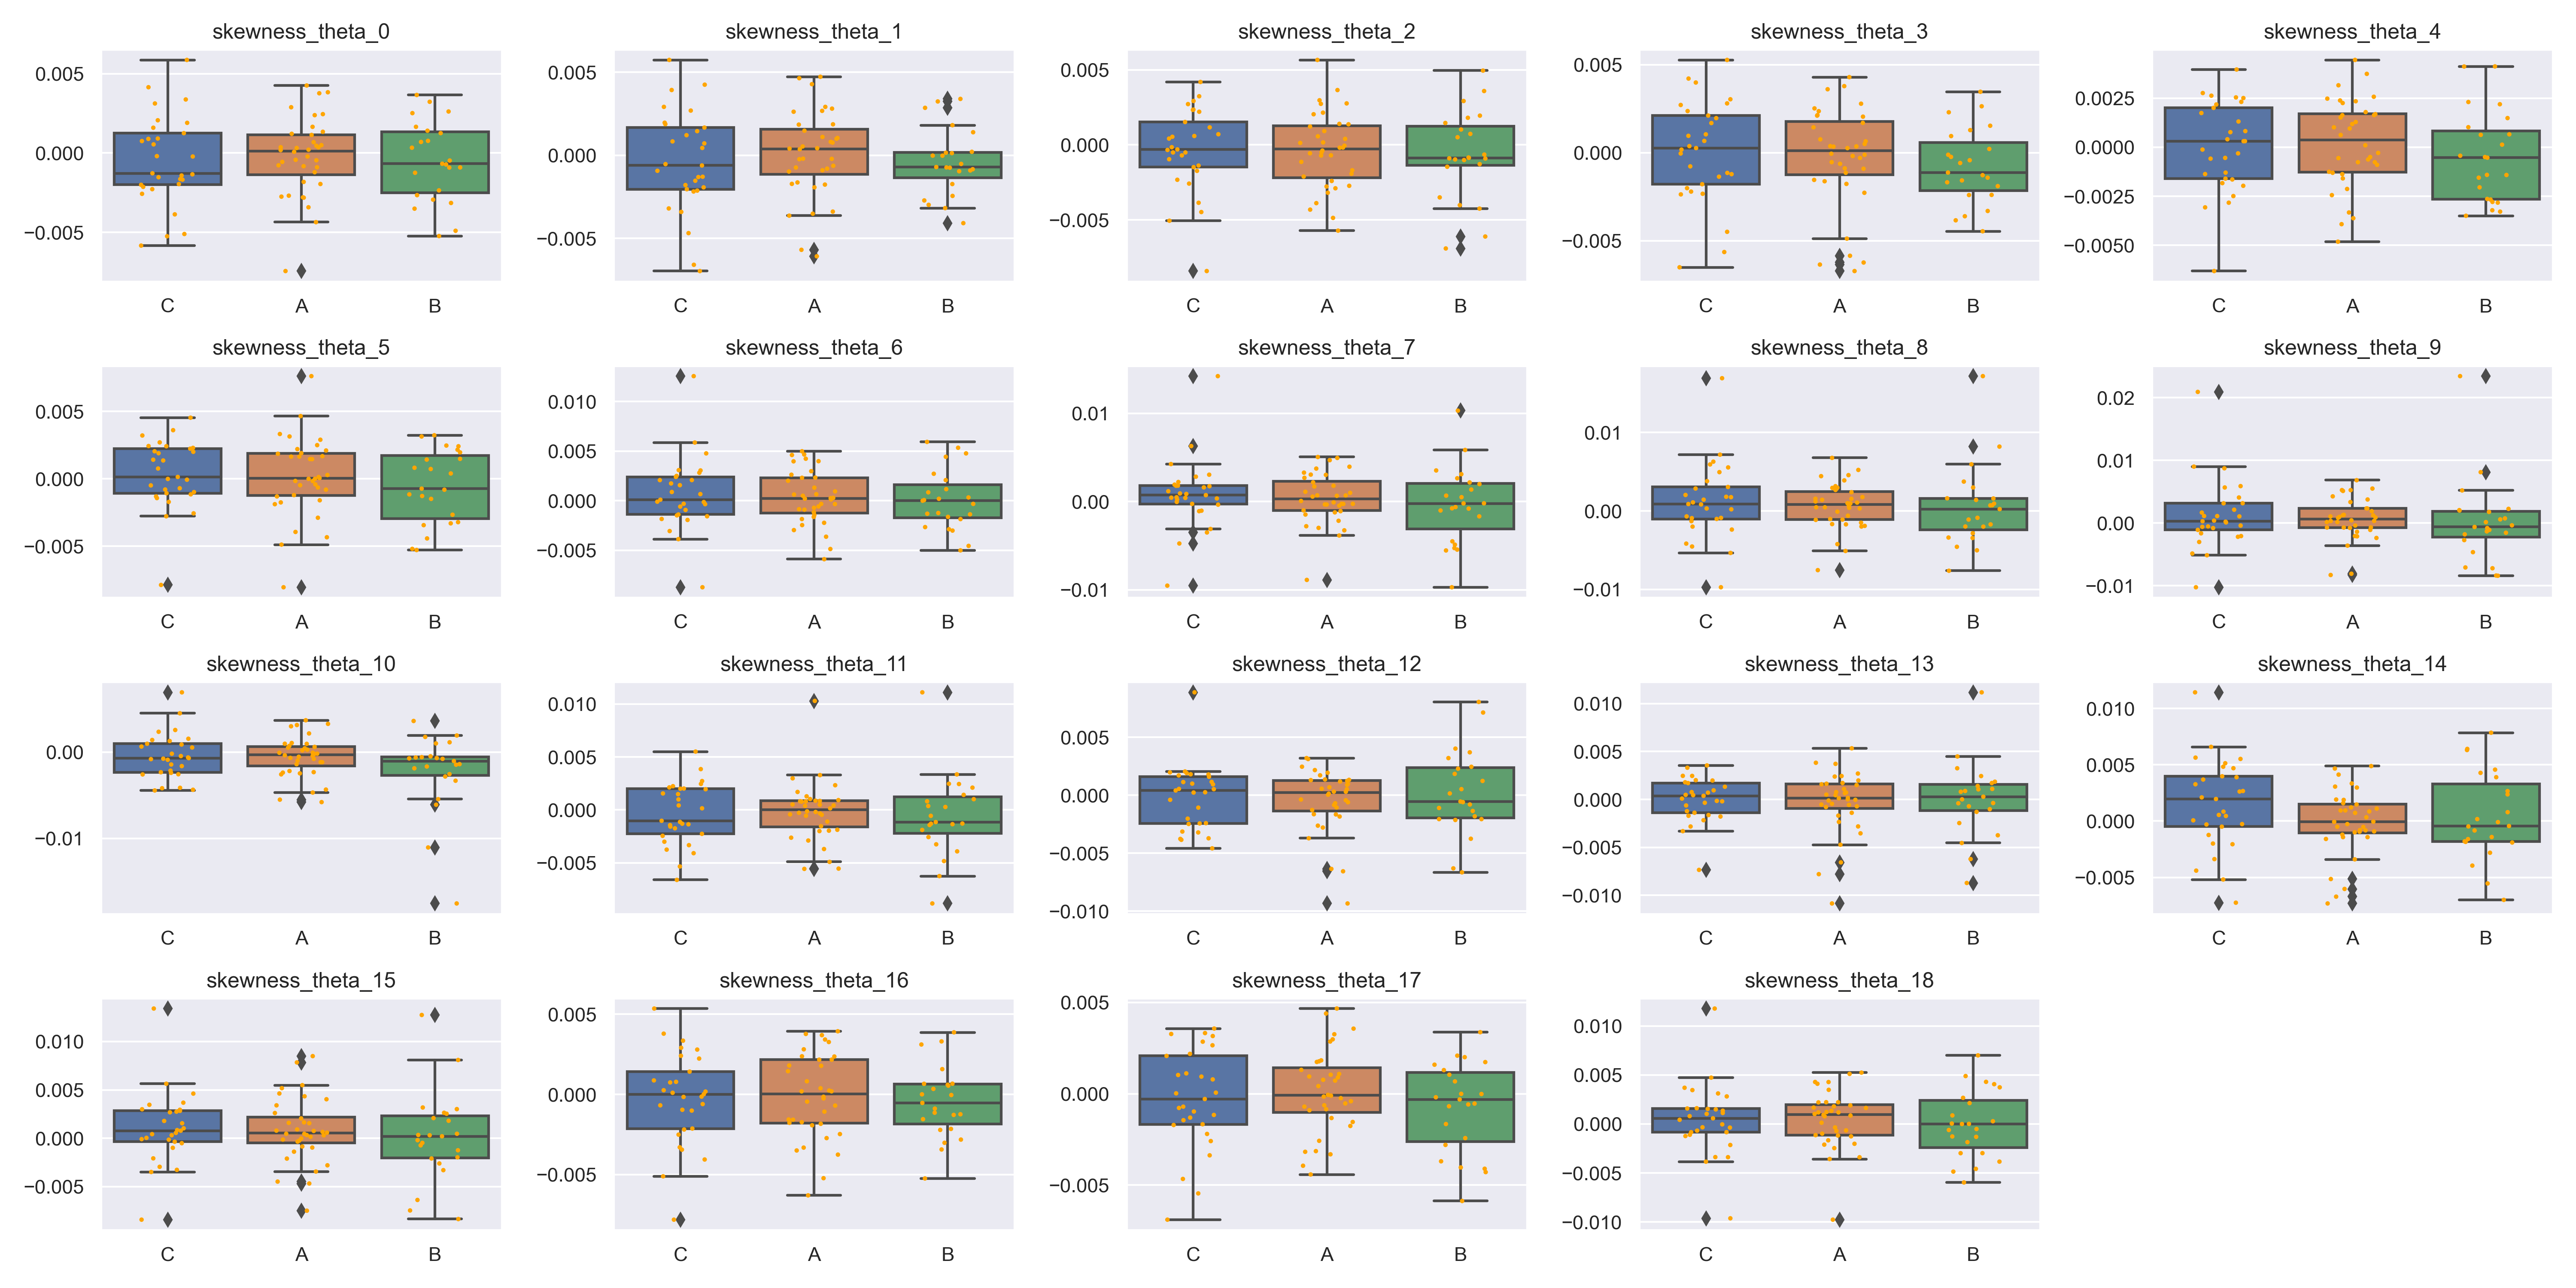 skewness_theta_0
0.005
0.000
−0.005
C A B
skewness_theta_1
0.005
0.000
−0.005
C A B
skewness_theta_2
0.005
0.000
−0.005
C A B
skewness_theta_3
0.005
0.000
−0.005
C A B
skewness_theta_4
0.0025
0.0000
−0.0025
−0.0050
C A B
skewness_theta_5
0.005
0.000
−0.005
C A B
skewness_theta_6
0.010
0.005
0.000
−0.005
C A B
skewness_theta_7
0.01
0.00
−0.01
C A B
skewness_theta_8
0.01
0.00
−0.01
C A B
skewness_theta_9
0.02
0.01
0.00
−0.01
C A B
skewness_theta_10
0.00
−0.01
C A B
skewness_theta_11
0.010
0.005
0.000
−0.005
C A B
skewness_theta_12
0.005
0.000
−0.005
−0.010
C A B
skewness_theta_13
0.010
0.005
0.000
−0.005
−0.010
C A B
skewness_theta_14
0.010
0.005
0.000
−0.005
C A B
skewness_theta_15
0.010
0.005
0.000
−0.005
C A B
skewness_theta_16
0.005
0.000
−0.005
C A B
skewness_theta_17
0.005
0.000
−0.005
C A B
skewness_theta_18
0.010
0.005
0.000
−0.005
−0.010
C A B